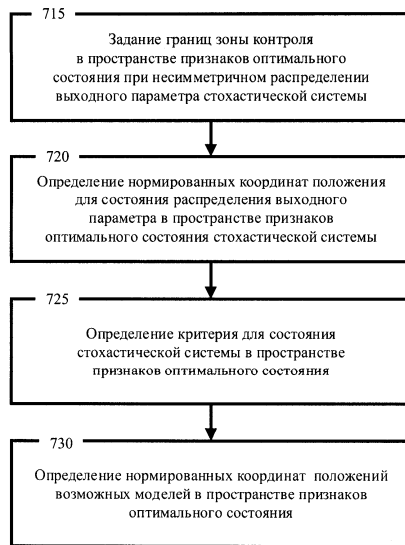 715
Задание границ зоны контроля
в пространстве признаков оптимального
состояния при несимметричном распределении
выходного параметра стохастической системы
720
Определение нормированных координат положения
для состояния распределения выходного
параметра в пространстве признаков
оптимального состояния стохастической системы
725
Определение критерия для состояния
стохастической системы в пространстве
признаков оптимального состояния
730
Определение нормированных координат положений
возможных моделей в пространстве признаков
оптимального состояния